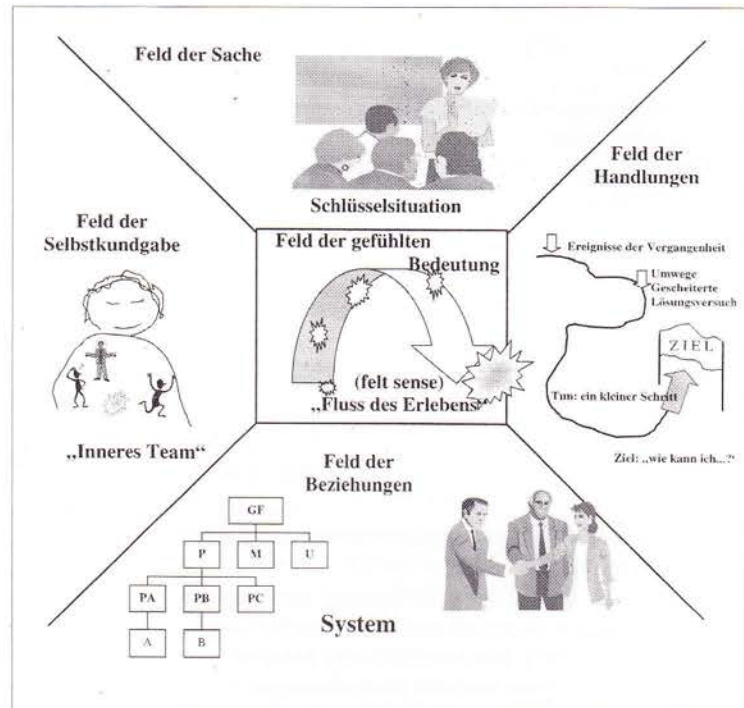 Feld der Sache
Schlüsselsituation
Feld der
Handlungen
Ereignisse der Vergangenheit
Umwege
Gescheiterte
Lösungsversuch
ZIEL
Tun: ein kleiner Schritt
Ziel: „wie kann ich...?“
Feld der
Selbstkundgabe
„Inneres Team“
Feld der gefühlten
Bedeutung
(felt sense)
„Fluss des Erlebens“
Feld der
Beziehungen
GF
P M U
PA PB PC
A B
System